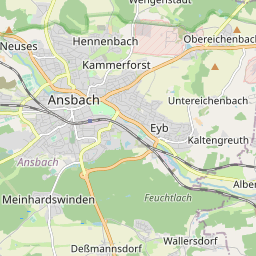 Wengenstadt
Hennenbach
Obereichenbach
Neuses
Kammerforst
Ansbach
Untereichenbach
Eyb
Kaltengreuth
Ansbach
Alber
Feuchtlach
Meinhardswinden
Wallersdorf
Deßmannsdorf